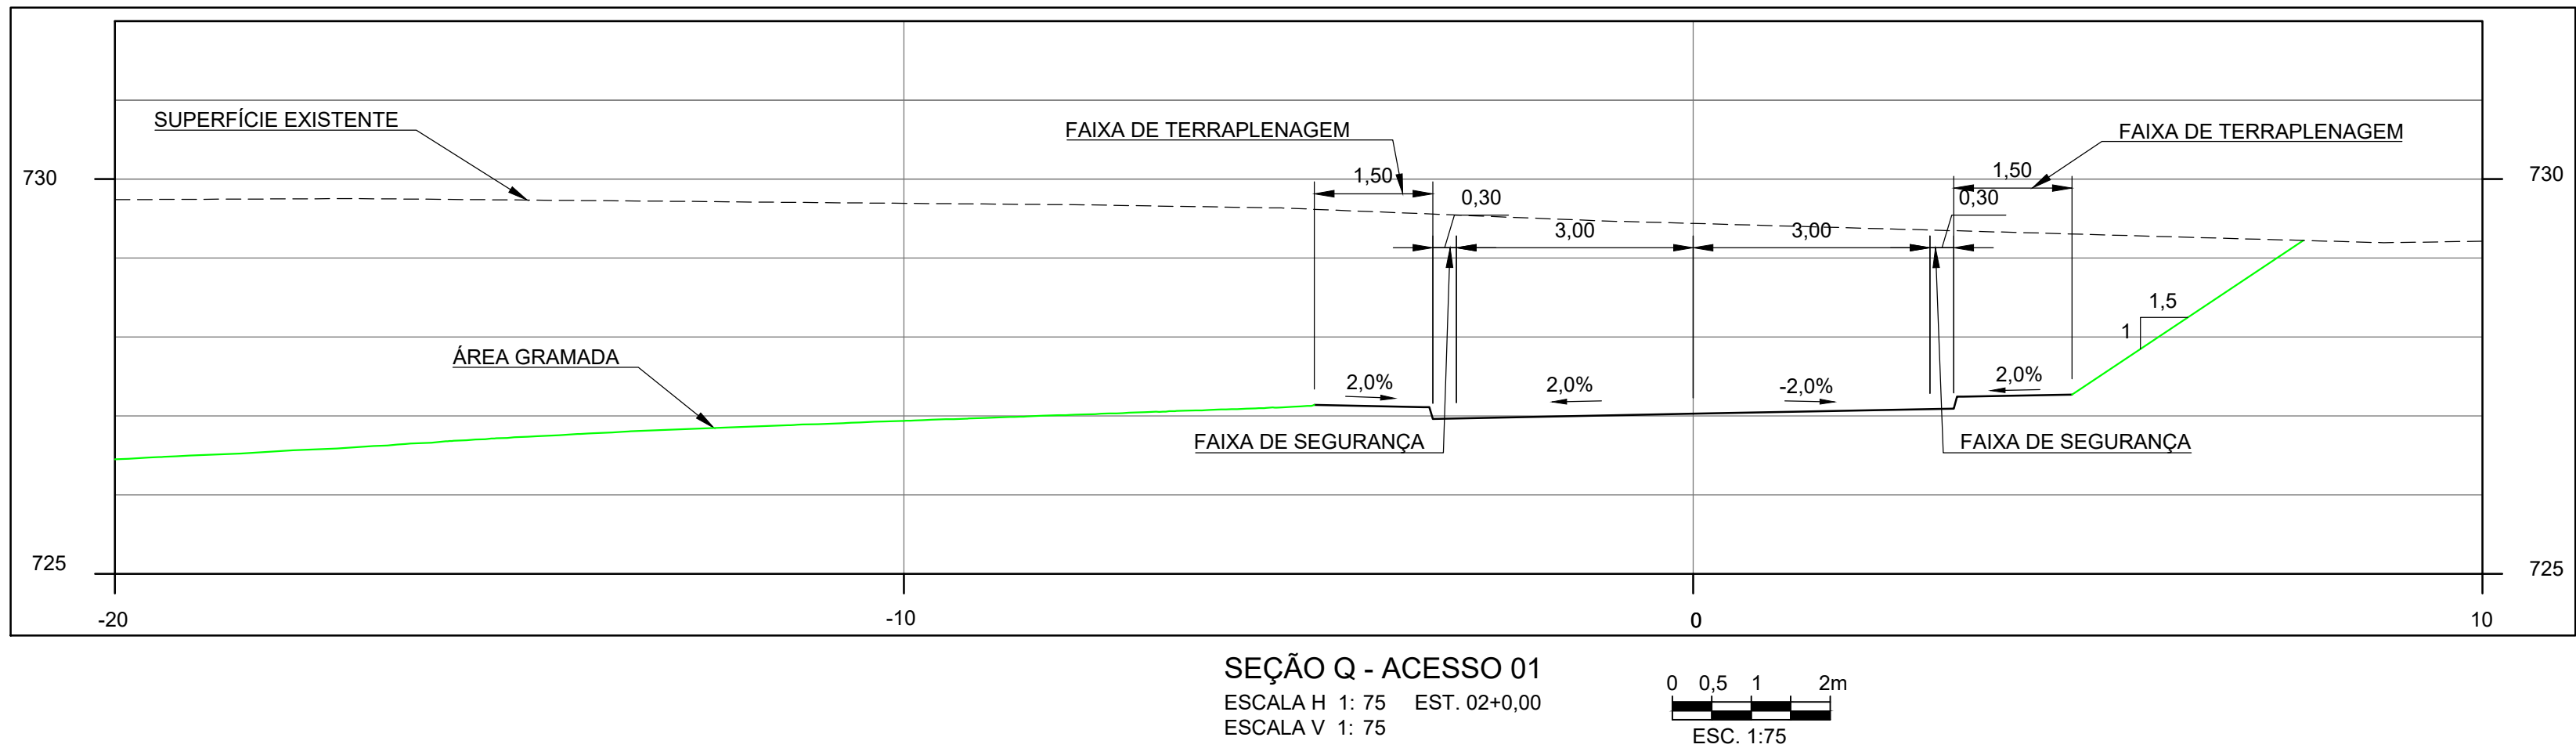 SUPERFÍCIE EXISTENTE
FAIXA DE TERRAPLENAGEM
FAIXA DE TERRAPLENAGEM
730
1,50
1,50
730
0,30
0,30
3,00
3,00
1,5
1
ÁREA GRAMADA
2,0%
2,0%
-2,0%
2,0%
FAIXA DE SEGURANÇA
FAIXA DE SEGURANÇA
725
725
-20
-10
0
10
SEÇÃO Q - ACESSO 01
ESCALA H 1: 75 EST. 02+0,00
ESCALA V 1: 75
0 0,5 1 2m
ESC. 1:75